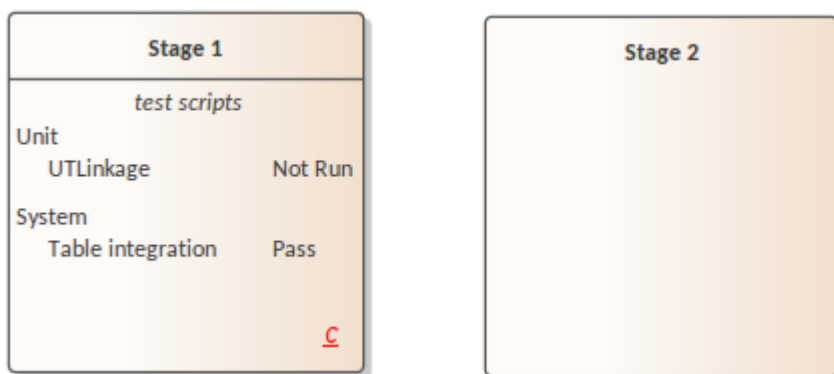 Stage 1
test scripts
Unit
UTLinkage Not Run
System
Table integration Pass
C
Stage 2